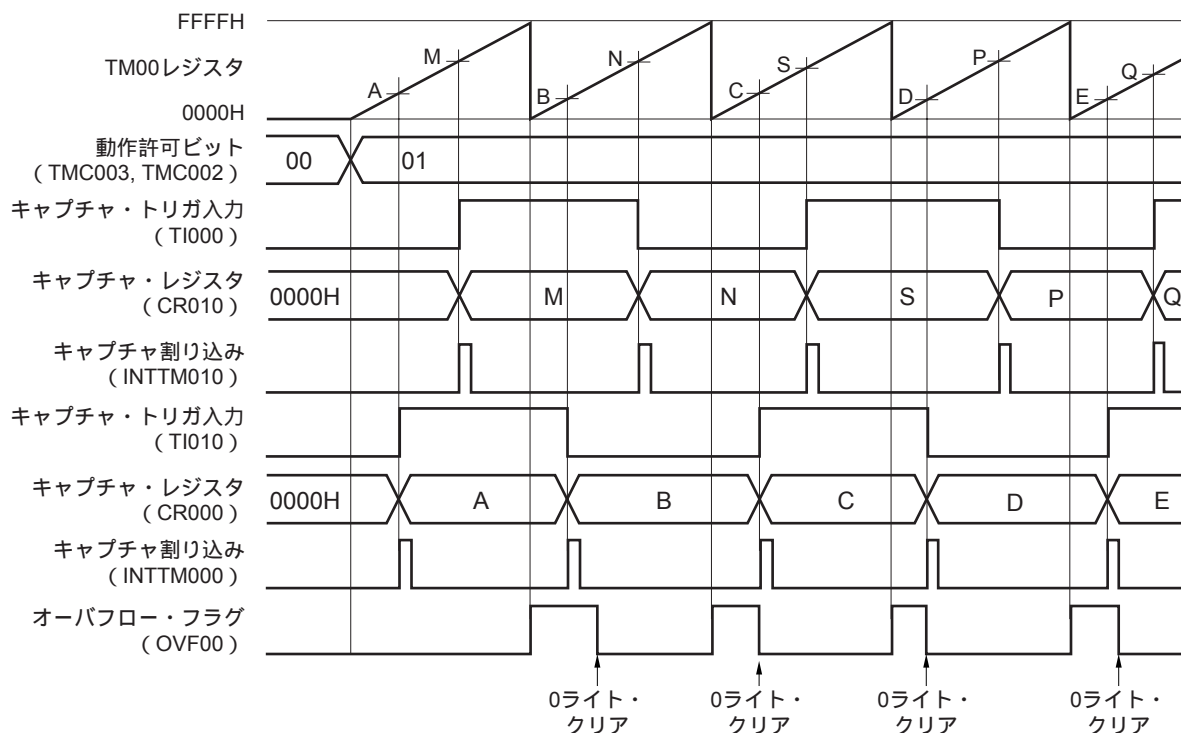 FFFFH
TM00レジスタ
0000H
A
M
B
N
C
S
D
P
E
Q
動作許可ビット
(TMC003, TMC002)
00
01
キャプチャ・トリガ入力
(TI000)
キャプチャ・レジスタ
(CR010)
0000H
M
N
S
P
Q
キャプチャ割り込み
(INTTM010)
キャプチャ・トリガ入力
(TI010)
キャプチャ・レジスタ
(CR000)
0000H
A
B
C
D
E
キャプチャ割り込み
(INTTM000)
オーバフロー・フラグ
(OVF00)
0ライト・
クリア
0ライト・
クリア
0ライト・
クリア
0ライト・
クリア